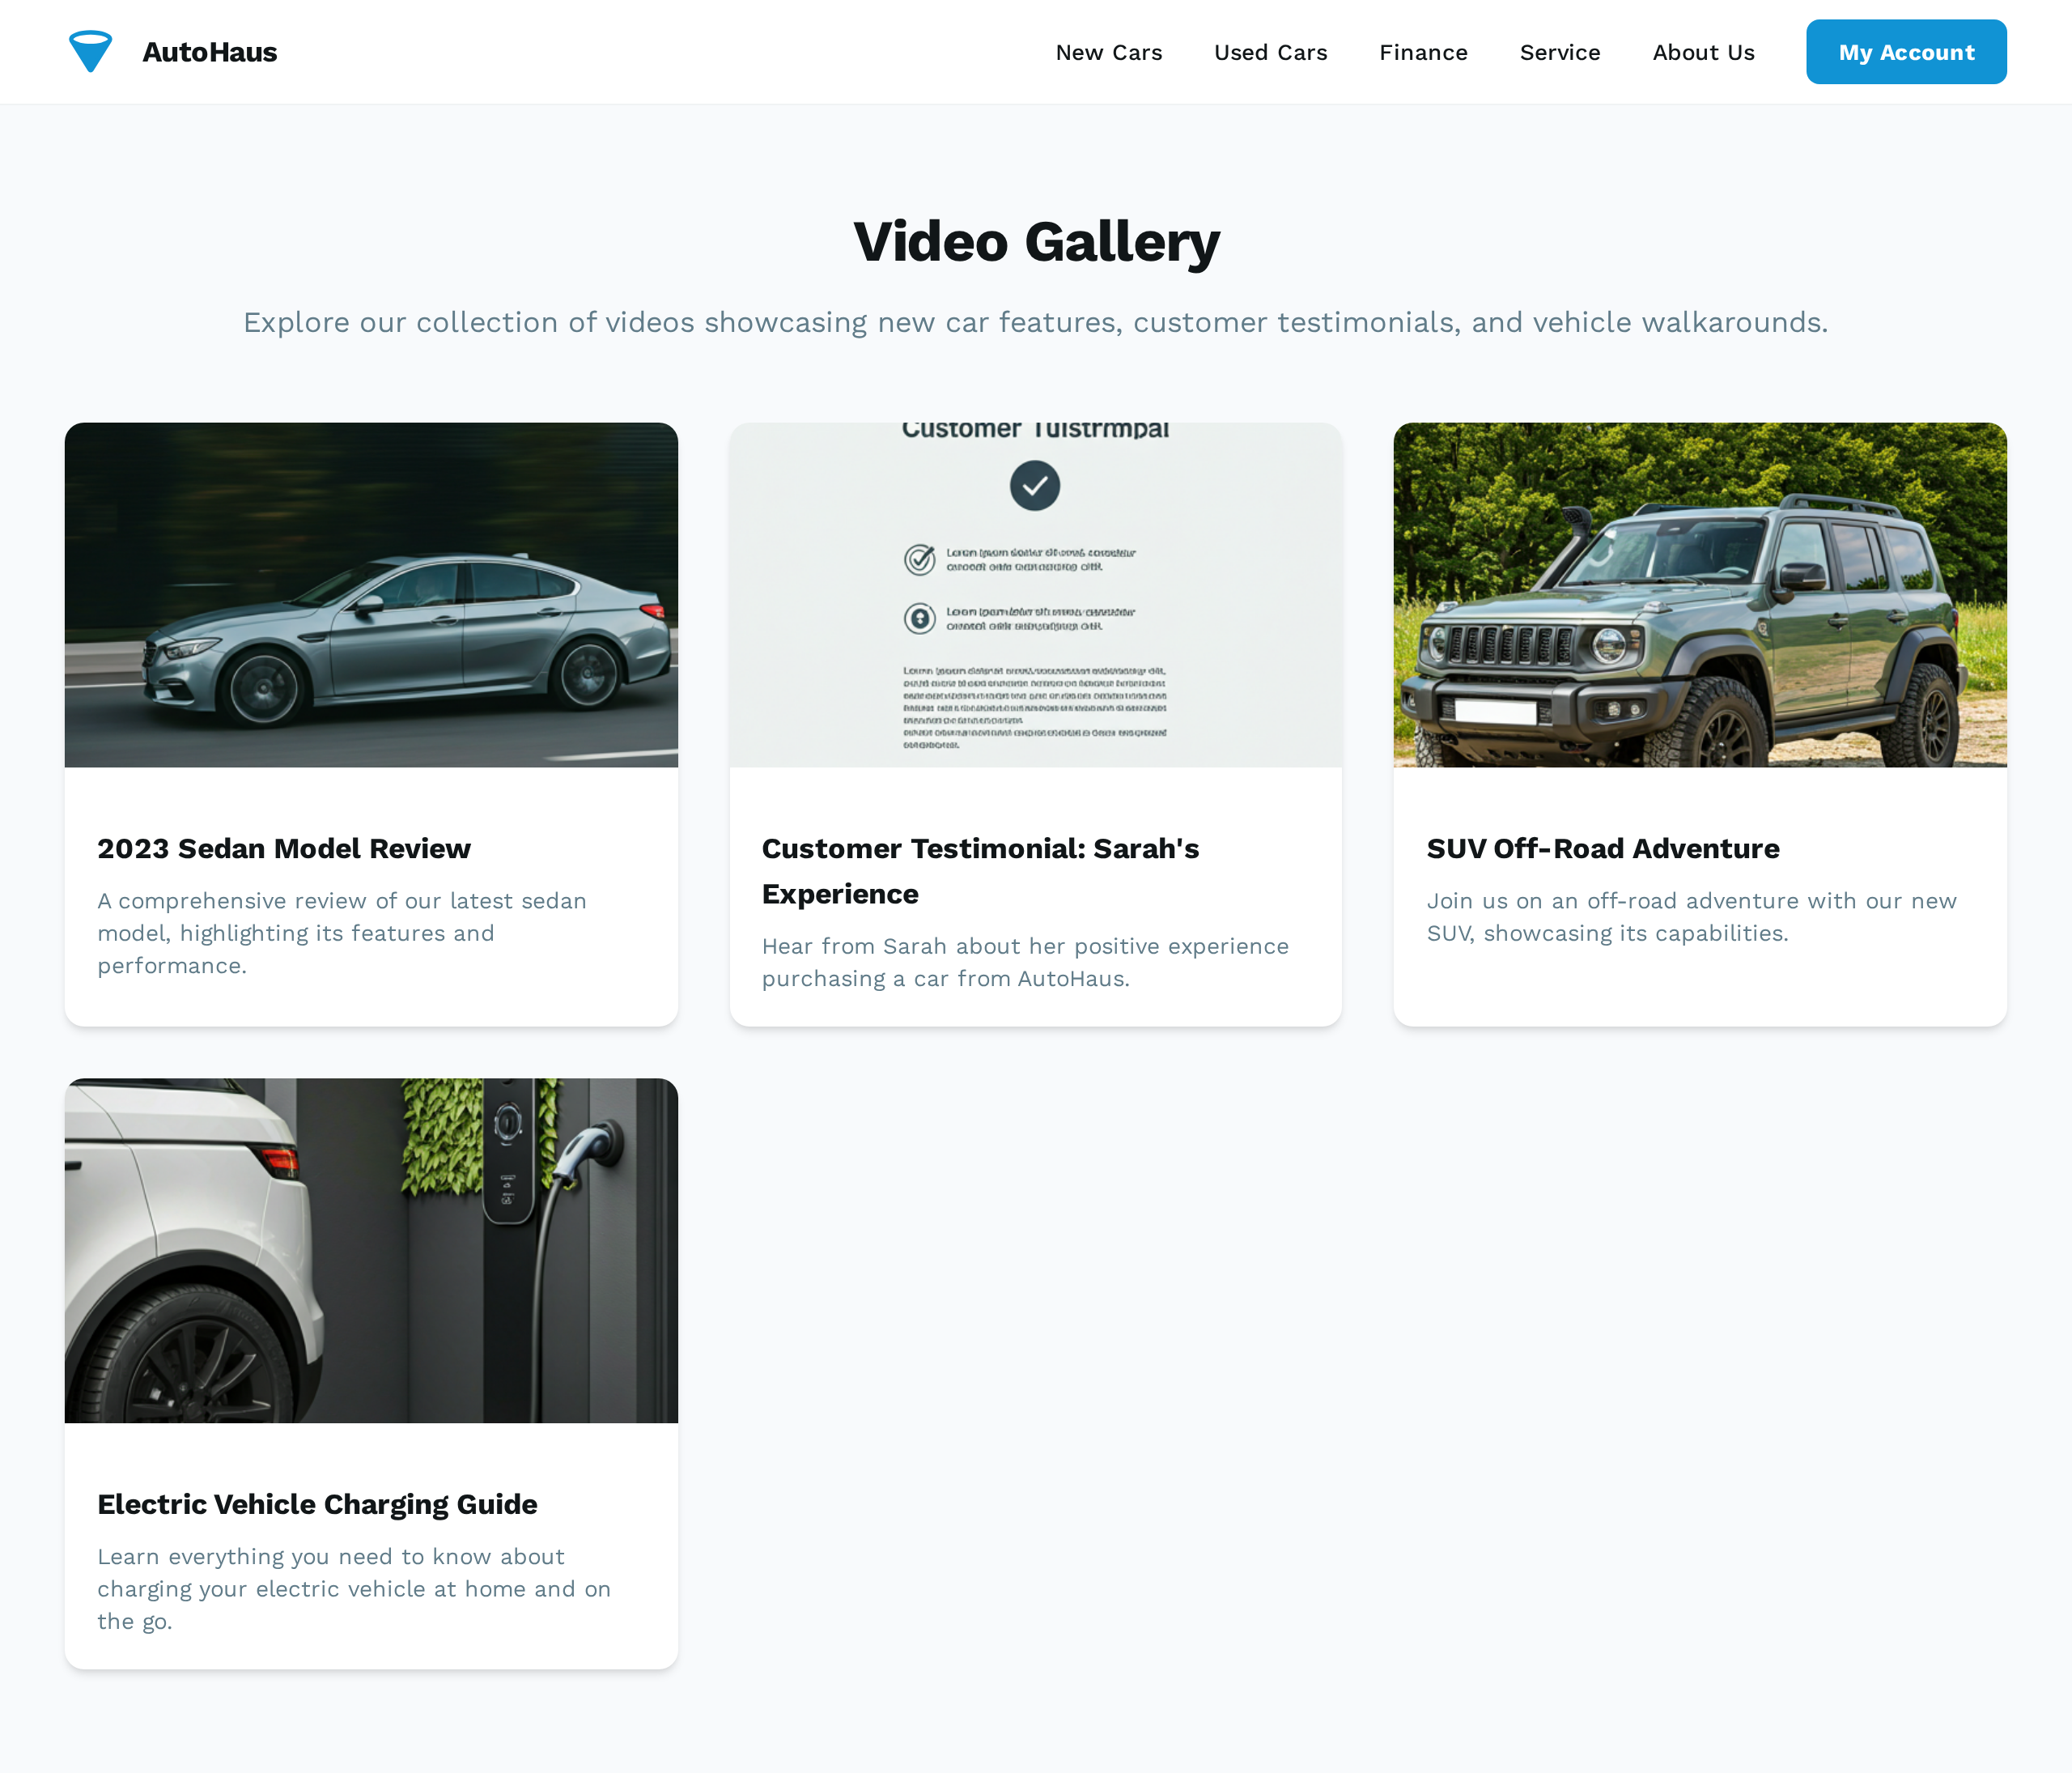 AutoHaus
New Cars
Used Cars
Finance
Service
About Us
My Account
Video Gallery
Explore our collection of videos showcasing new car features, customer testimonials, and vehicle walkarounds.
Customer
2023 Sedan Model Review
A comprehensive review of our latest sedan
model, highlighting its features and
performance.
Customer Testimonial: Sarah's
Experience
Hear from Sarah about her positive experience
purchasing a car from AutoHaus.
SUV Off-Road Adventure
Join us on an off-road adventure with our new
SUV, showcasing its capabilities.
Electric Vehicle Charging Guide
Learn everything you need to know about
charging your electric vehicle at home and on
the go.